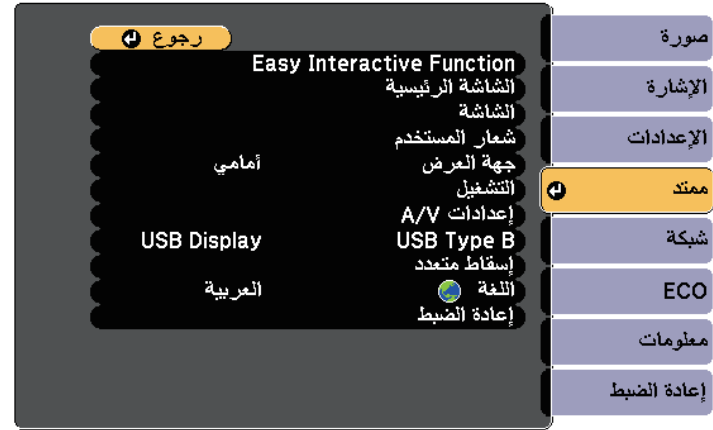 صورة
الإشارة
الإعدادات
ممتد
شبكة
ECO
معلومات
إعادة الضبط
رجوع
Easy Interactive Function
الشاشة الرئيسية
الشاشة
شعار المستخدم
جهة العرض أمامي
التشغيل
إعدادات A/V
USB Type B USB Display
إسقاط متعدد
اللغة العربية
إعادة الضبط